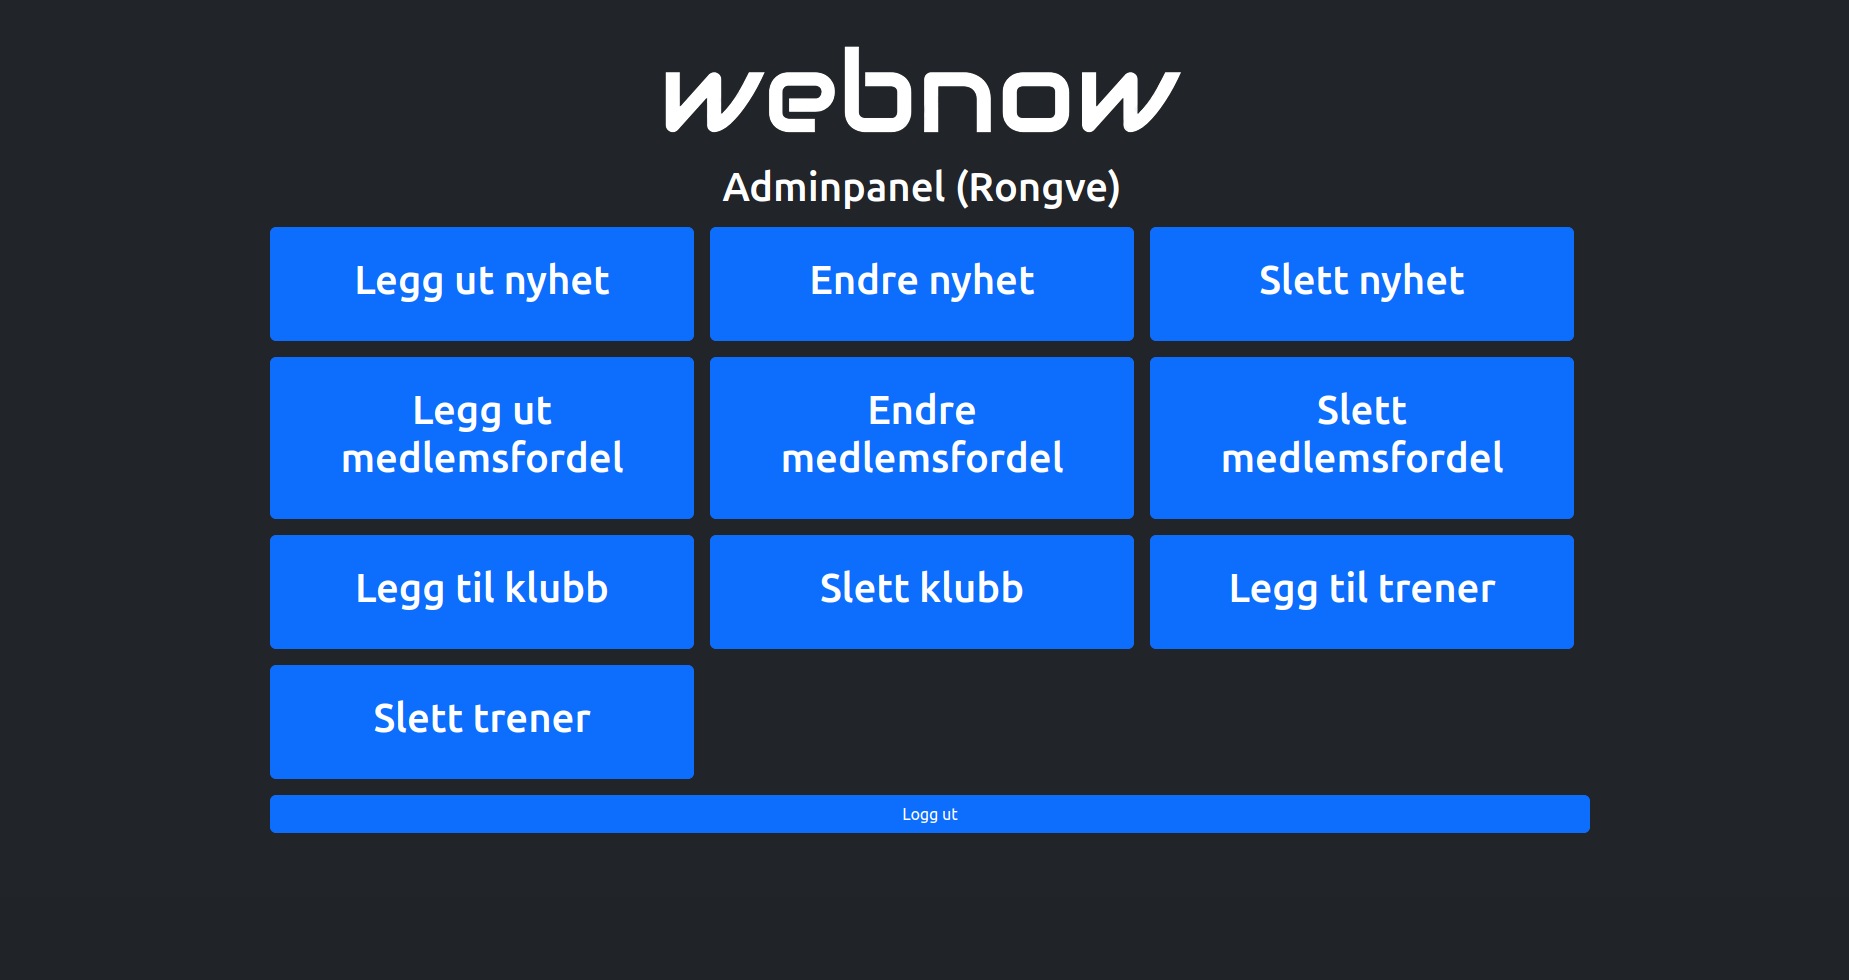 webnow
Adminpanel (Rongve)
Legg ut nyhet
Endre nyhet
Slett nyhet
Legg ut
medlemsfordel
Endre
medlemsfordel
Slett
medlemsfordel
Legg til klubb
Slett klubb
Legg til trener
Slett trener
Logg ut